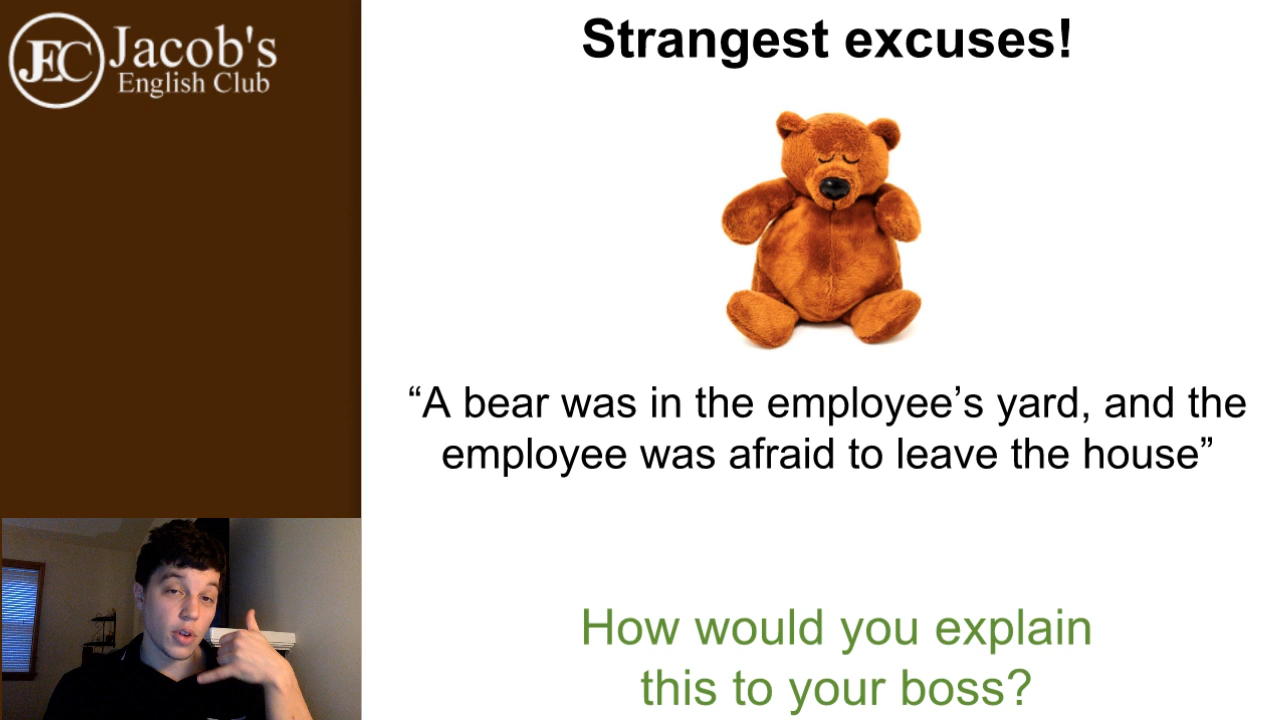 JEC
Jacob's
English Club
Strangest excuses!
“A bear was in the employee’s yard, and the
employee was afraid to leave the house”
How would you explain
this to your boss?